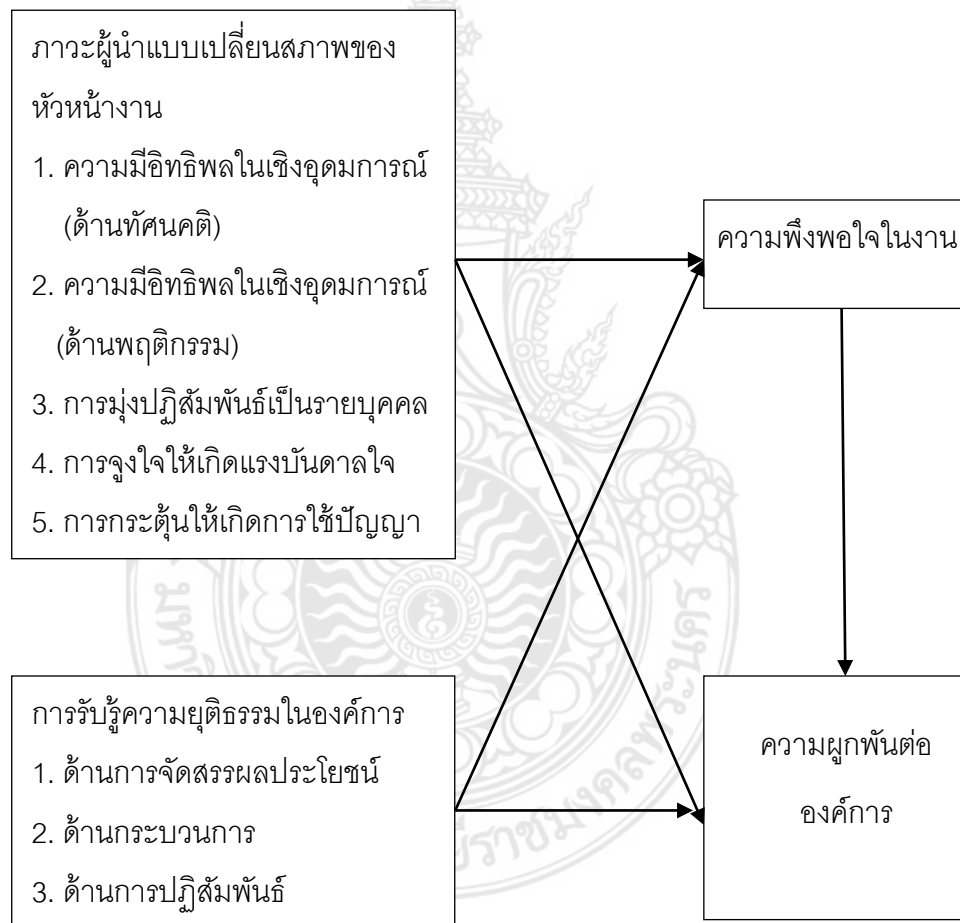 ภาวะผู้นำแบบเปลี่ยนสภาพของ
หัวหน้างาน
1. ความมีอิทธิพลในเชิงอุดมการณ์
(ด้านทัศนคติ)
2. ความมีอิทธิพลในเชิงอุดมการณ์
(ด้านพฤติกรรม)
3. การมุ่งปฏิสัมพันธ์เป็นรายบุคคล
4. การจูงใจให้เกิดแรงบันดาลใจ
5. การกระตุ้นให้เกิดการใช้ปัญญา
ความพึงพอใจในงาน
การรับรู้ความยุติธรรมในองค์การ
1. ด้านการจัดสรรผลประโยชน์
2. ด้านกระบวนการ
3. ด้านการปฏิสัมพันธ์
ความผูกพันต่อ
องค์การ